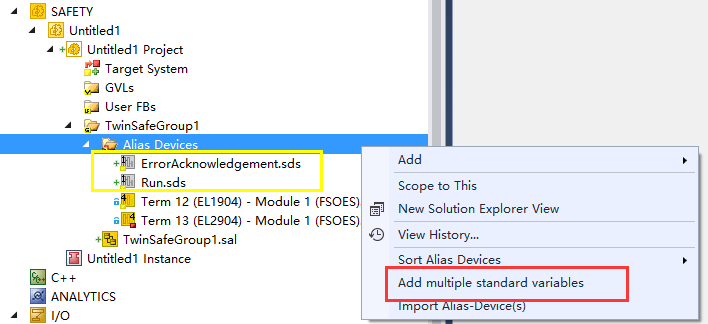 SAFETY
Untitled1
Untitled1 Project
Target System
GVLs
User FBs
TwinSafeGroup1
Alias Devices
ErrorAcknowledgement.sds
Run.sds
Term 12 (EL1904) - Module 1 (FSOES)
Term 13 (EL2904) - Module 1 (FSOES)
TwinSafeGroup1.sal
Untitled1 Instance
C++
ANALYTICS
I/O
Add
Scope to This
New Solution Explorer View
View History...
Sort Alias Devices
Add multiple standard variables
Import Alias-Device(s)